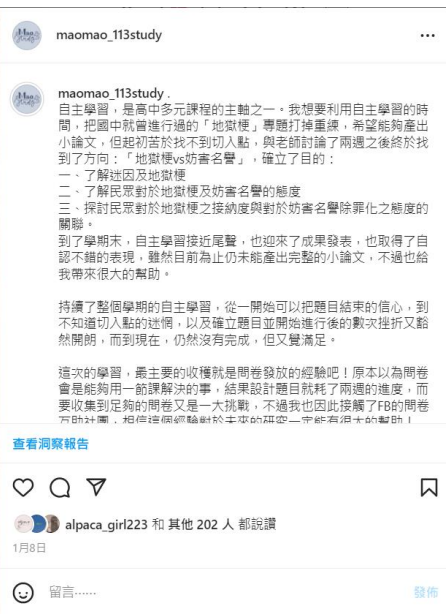 maomao_113study
maomao_113study .
自主學習，是高中多元課程的主軸之一。我想要利用自主學習的時
間，把國中就曾進行過的「地獄梗」專題打掉重練，希望能夠產出
小論文，但起初苦於找不到切入點，與老師討論了兩週之後終於找
到了方向：「地獄梗vs妨害名譽」，確立了目的：
一、了解迷因及地獄梗
二、了解民眾對於地獄梗及妨害名譽的態度
三、探討民眾對於地獄梗之接納度與對於妨害名譽除罪化之態度的
關聯。
到了學期末，自主學習接近尾聲，也迎來了成果發表，也取得了自
認不錯的表現，雖然目前為止仍未能產出完整的小論文，不過也給
我帶來很大的幫助。
持續了整個學期的自主學習，從一開始可以把題目結束的信心，到
不知道切入點的迷惘，以及確立題目並開始進行後的數次挫折又豁
然開朗，而到現在，仍然沒有完成，但又覺滿足。
這次的學習，最主要的收穫就是問卷發放的經驗吧！原本以為問卷
會是能夠用一節課解決的事，結果設計題目就耗了兩週的進度，而
要收集到足夠的問卷又是一大挑戰，不過我也因此接觸了FB的問卷
互助社團，相信這個經驗對於未來的研究一定能有很大的幫助！
查看洞察報告
alpaca_girl223 和 其他 202 人 都說讚
1月8日
留言……
發佈